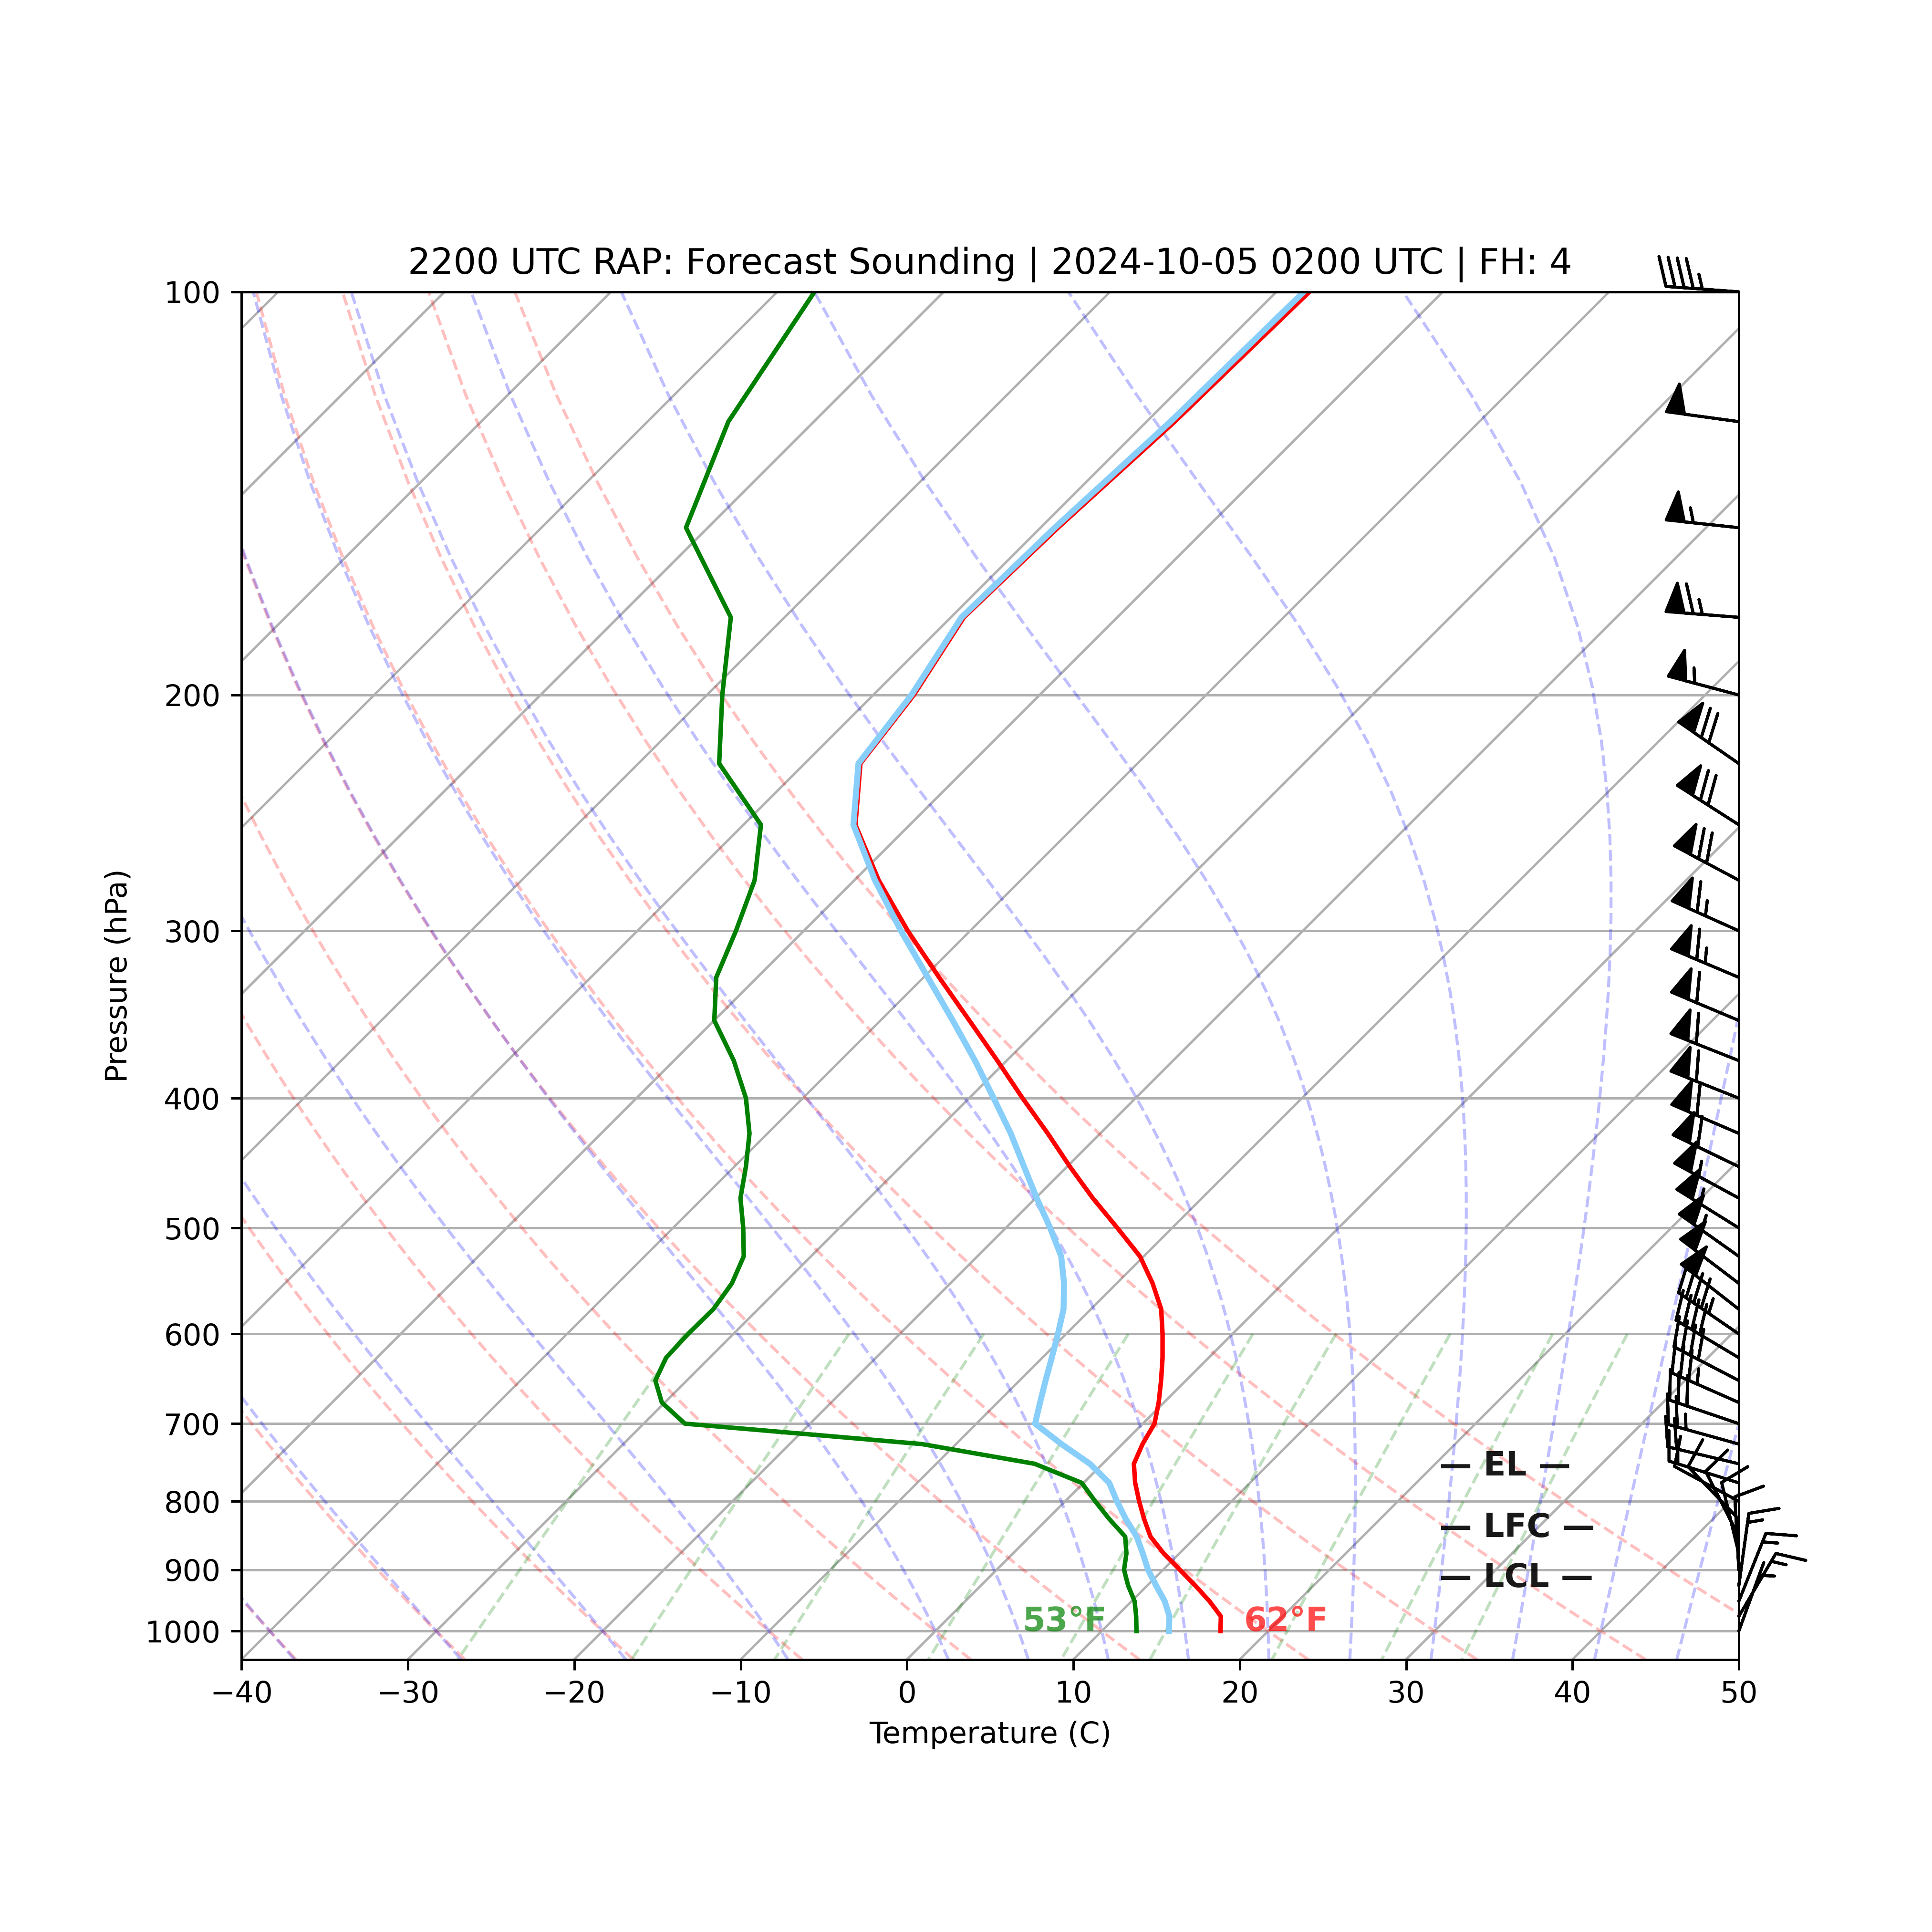 2200 UTC RAP: Forecast Sounding | 2024-10-05 0200 UTC | FH: 4
100
200
300
400
500
600
700
800
900
1000
Pressure (hPa)
— EL —
— LFC —
— LCL —
53°F
62°F
−40 −30 −20 −10 0 10 20 30 40 50
Temperature (C)